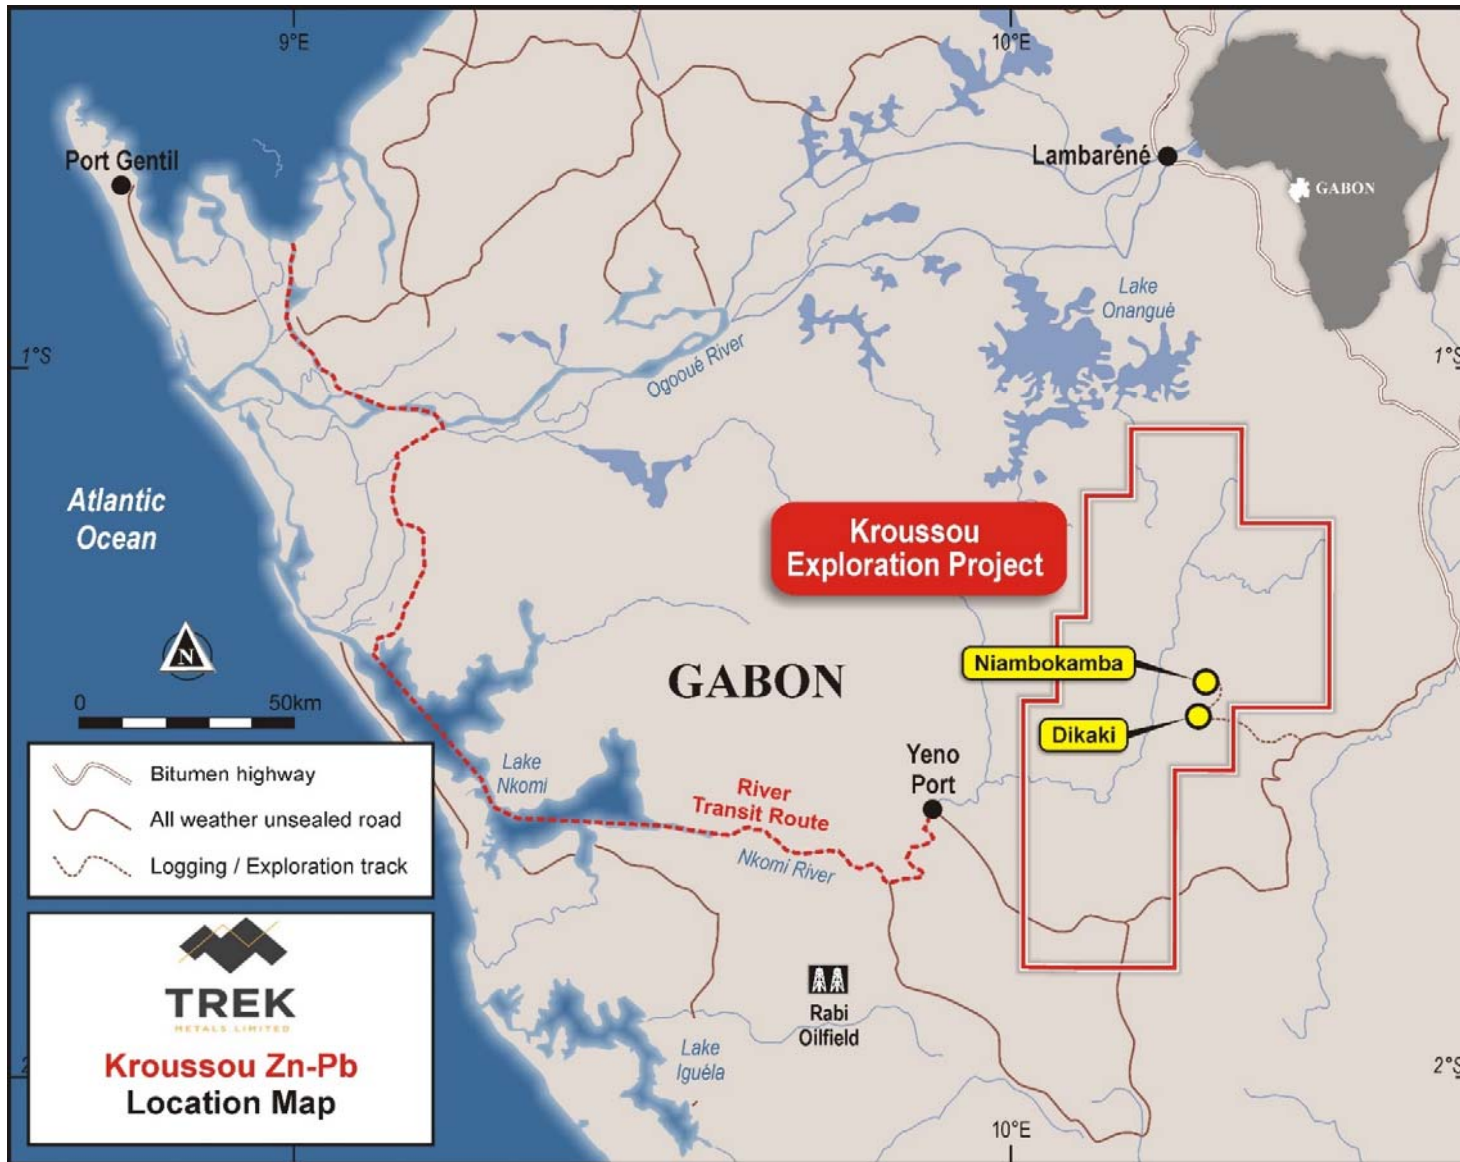 9°E
10°E
Port Gentil
Lambaréné
GABON
Lake
Onangué
1°S
1°S
Ogooué River
Atlantic
Ocean
Kroussou
Exploration Project
N
GABON
Niambokamba
Dikaki
0 50km
Yeno
Port
Lake
Nkomi
River
Transit Route
Nkomi River
Bitumen highway
All weather unsealed road
Logging / Exploration track
Rabi
Oilfield
TREK
METALS LIMITED
Kroussou Zn-Pb
Location Map
Lake
Iguéla
2°S
10°E